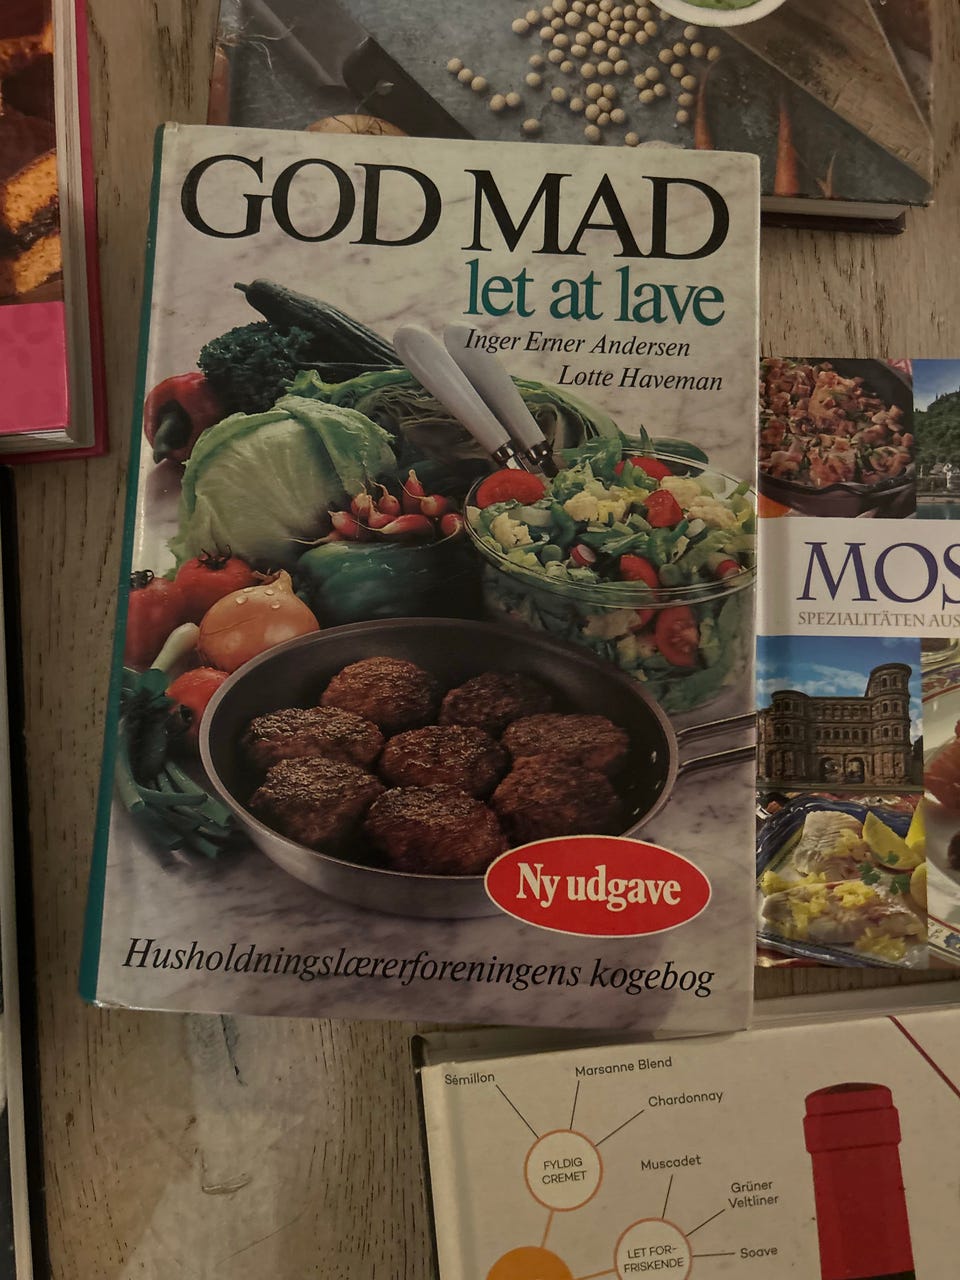 GOD MAD
let at lave
Inger Erner Andersen
Lotte Haveman
Ny udgave
Husholdningslærerforeningens kogebog
MOS
SPEZIALITÄTEN AUS
Sémillon
Marsanne Blend
Chardonnay
FYLDIG
CREMET
Muscadet
Grüner
Veltliner
LET FOR-
FRISKENDE
Soave